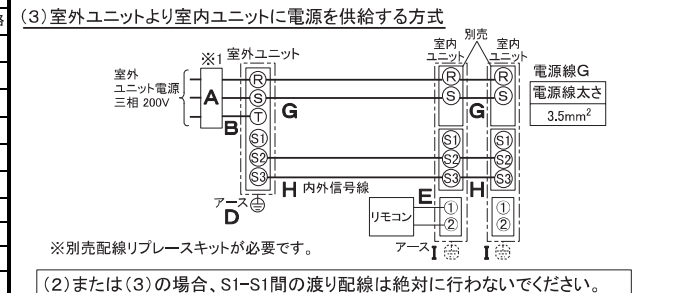 (3)室外ユニットより室内ユニットに電源を供給する方式
※1 室外ユニット
別売
室内
ユニット
室内
ユニット
室外
ユニット電源
三相 200V
A
B
R
S
T
S1
S2
S3
G
H 内外信号線
アース
D
R
S
S1
S2
S3
①
②
G
H
R
S
S1
S2
S3
①
②
E
リモコン
アース I
I
電源線G
電源線太さ
3.5mm²
※別売配線リプレースキットが必要です。
(2)または(3)の場合、S1-S1間の渡り配線は絶対に行わないでください。